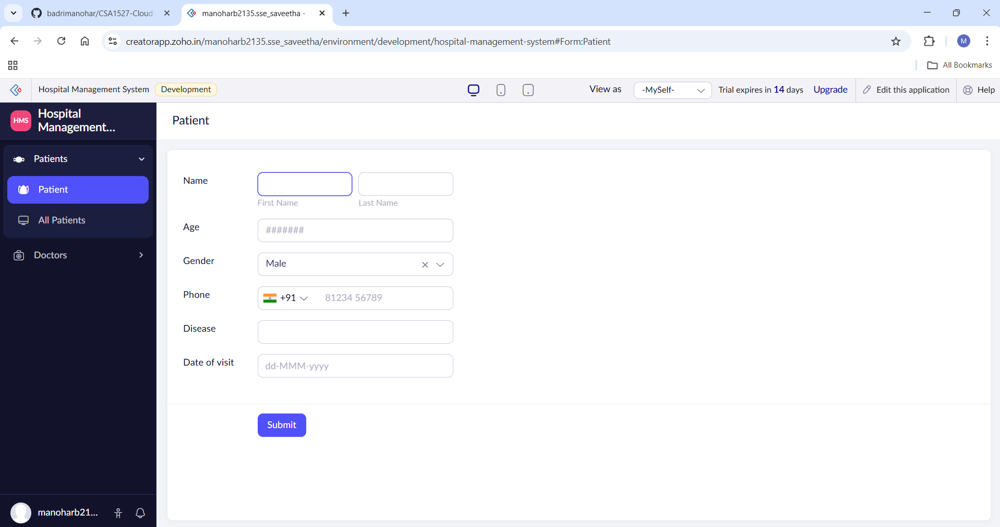 badrimanohar/CSA1527-Cloud-
manoharb2135.sse_saveetha -
creatorapp.zoho.in/manoharb2135.sse_saveetha/environment/development/hospital-management-system#Form:Patient
M
All Bookmarks
Hospital Management System
Development
View as
-MySelf-
Trial expires in 14 days
Upgrade
Edit this application
Help
HMS
Hospital
Management...
Patient
Patients
Patient
All Patients
Doctors
Name
First Name
Last Name
Age
#######
Gender
Male
Phone
+91
81234 56789
Disease
Date of visit
dd-MMM-yyyy
Submit
manoharb21...